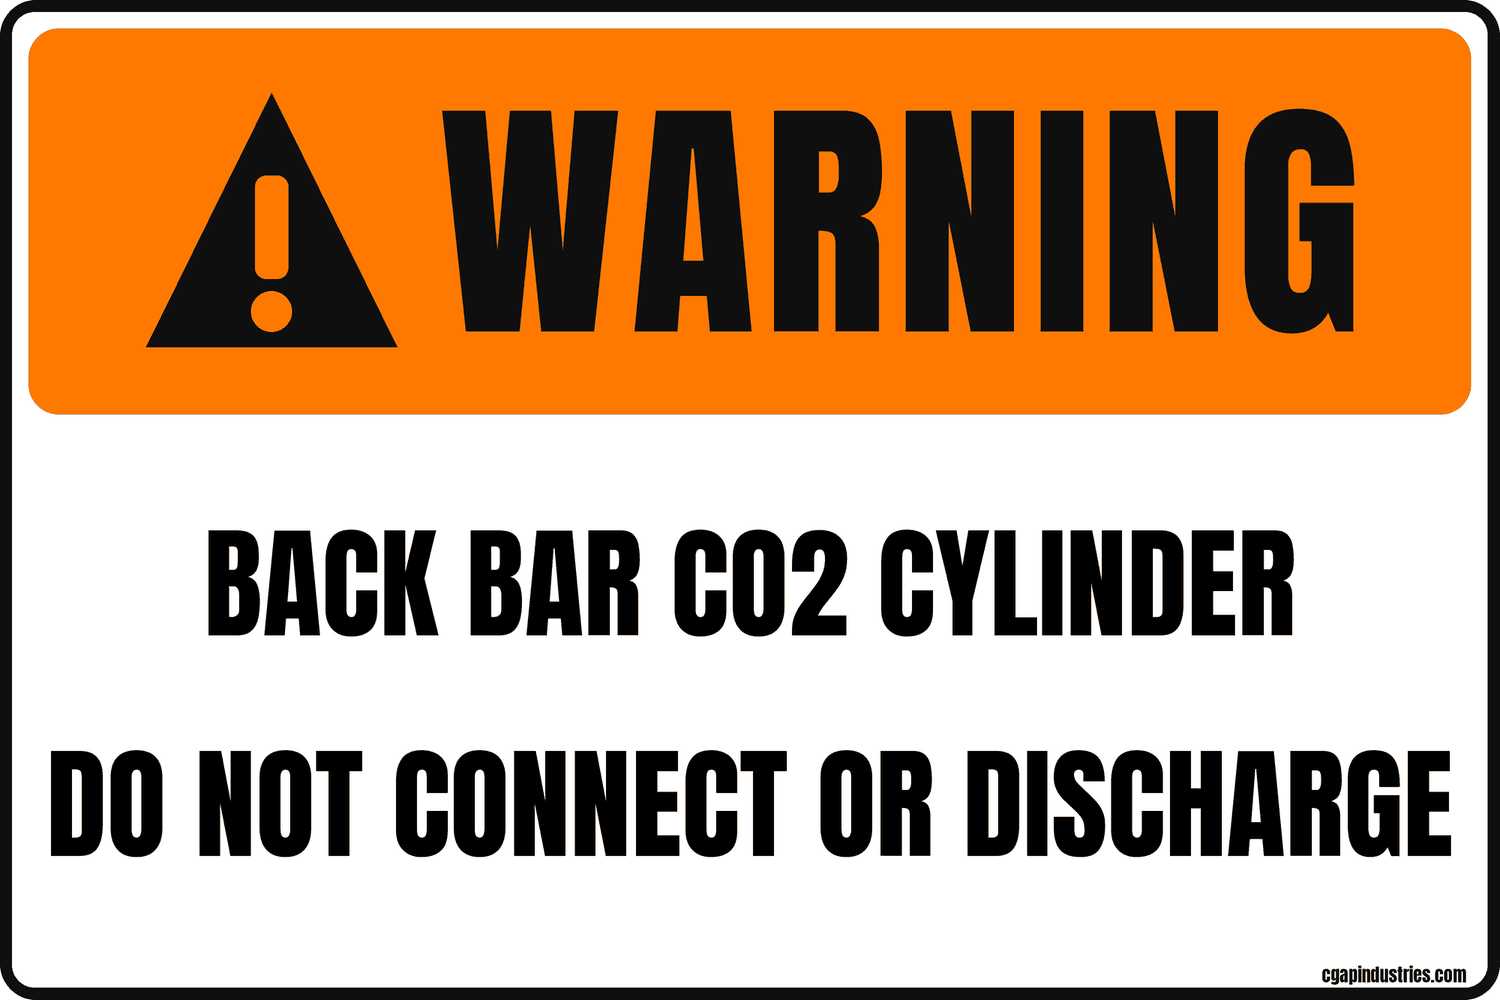 WARNING
BACK BAR CO2 CYLINDER
DO NOT CONNECT OR DISCHARGE
cgapindustries.com